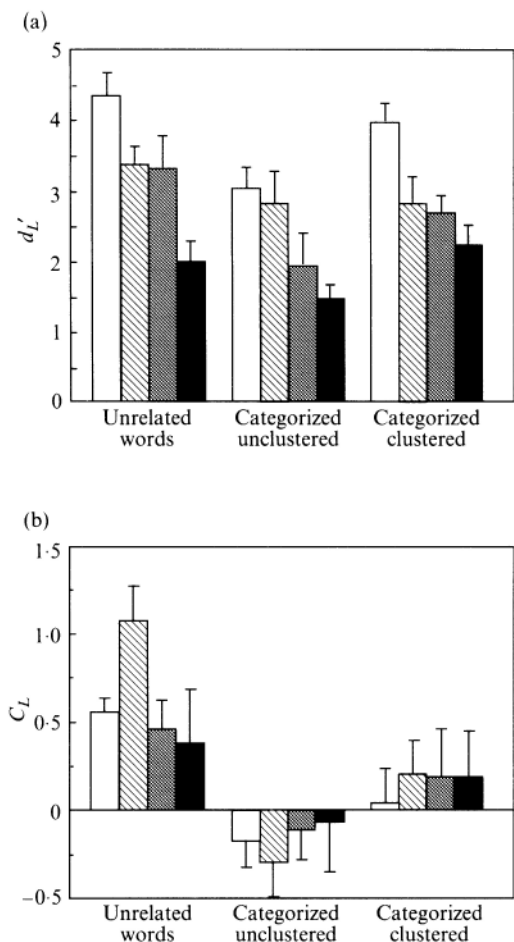 (a)
5
4
3
2
1
0
d′L
Unrelated words
Categorized unclustered
Categorized clustered
(b)
1·5
1·0
0·5
0
−0·5
CL
Unrelated words
Categorized unclustered
Categorized clustered